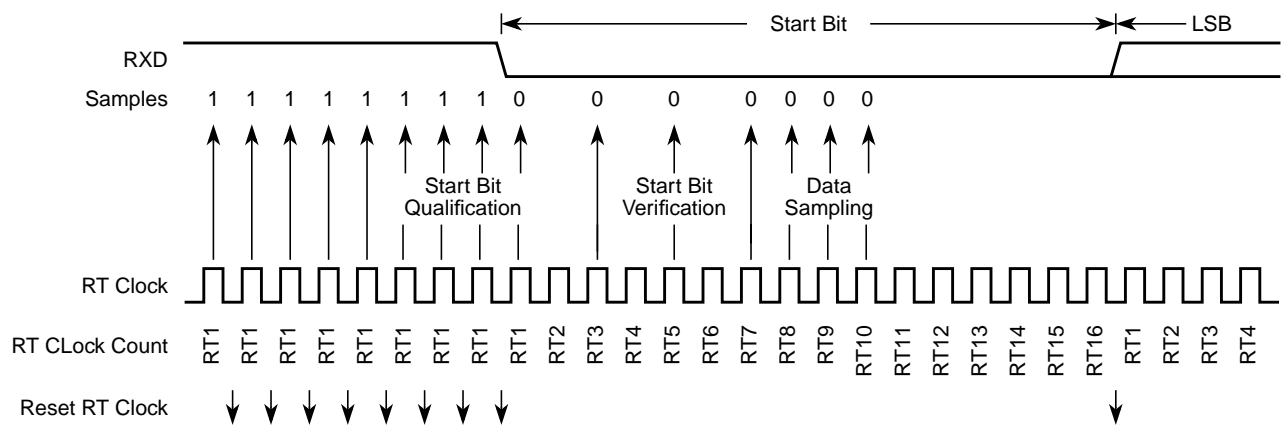 Start Bit LSB
RXD
Samples 1 1 1 1 1 1 1 1 0 0 0 0 0 0 0
Start Bit Qualification
Start Bit Verification
Data Sampling
RT Clock
RT CLock Count RT1 RT1 RT1 RT1 RT1 RT1 RT1 RT1 RT1 RT2 RT3 RT4 RT5 RT6 RT7 RT8 RT9 RT10 RT11 RT12 RT13 RT14 RT15 RT16 RT1 RT2 RT3 RT4
Reset RT Clock